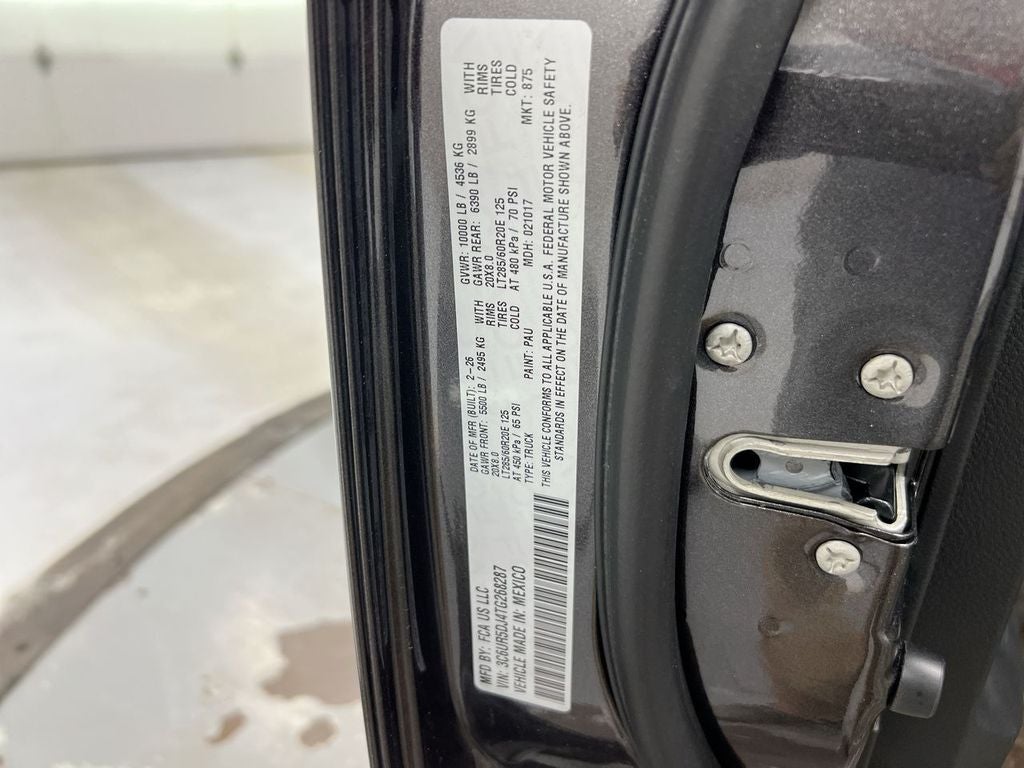 MFD BY: FCA US LLC
DATE OF MFR (BUILT): 2-26
GVWR: 10000 LB / 4536 KG
GAWR FRONT: 5500 LB / 2495 KG WITH
GAWR REAR: 6390 LB / 2899 KG WITH
20X8.0 RIMS
20X8.0 RIMS
LT285/60R20E 125 TIRES
LT285/60R20E 125 TIRES
AT 450 kPa / 65 PSI COLD
AT 480 kPa / 70 PSI COLD
VIN: 3C6UR5DJ4TG268287
TYPE: TRUCK PAINT: PAU MDH: 021017 MKT: 875
VEHICLE MADE IN: MEXICO
THIS VEHICLE CONFORMS TO ALL APPLICABLE U.S.A. FEDERAL MOTOR VEHICLE SAFETY
STANDARDS IN EFFECT ON THE DATE OF MANUFACTURE SHOWN ABOVE.